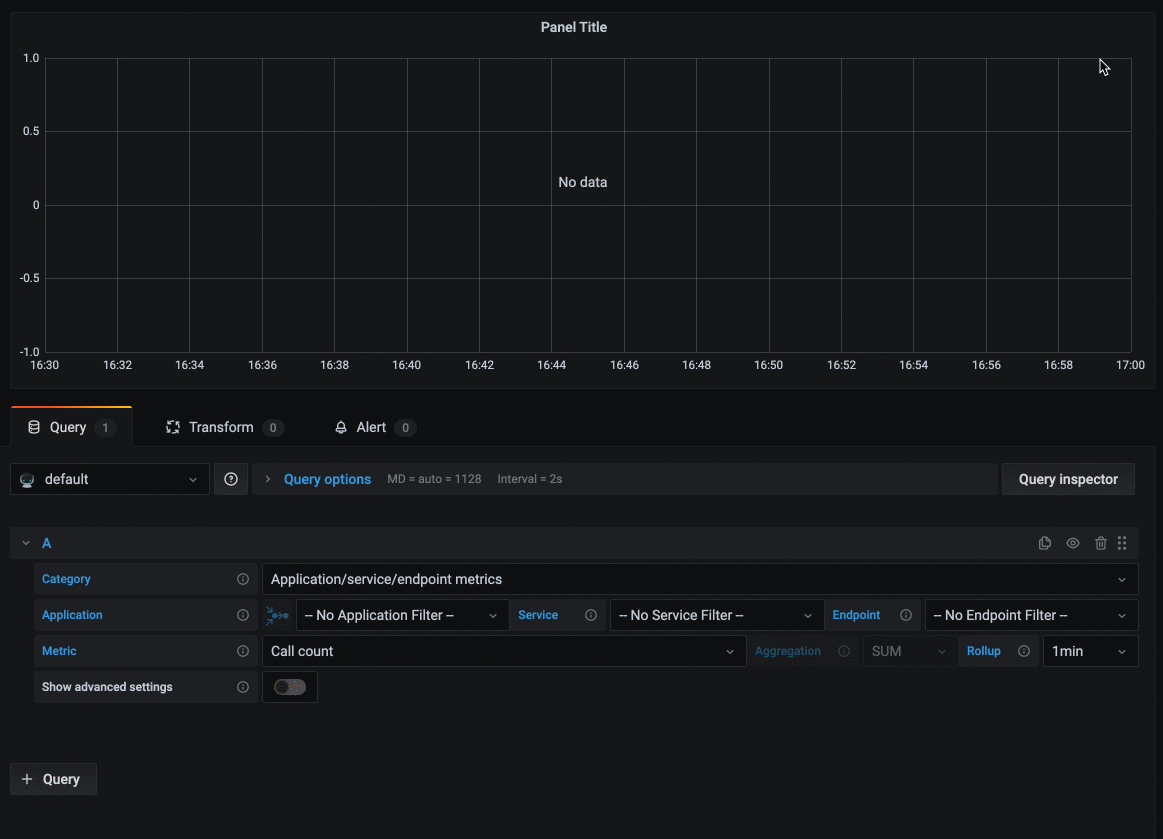 Panel Title
1.0
0.5
No data
0
-0.5
-1.0
16:30 16:32 16:34 16:36 16:38 16:40 16:42 16:44 16:46 16:48 16:50 16:52 16:54 16:56 16:58 17:00
Query 1 Transform 0 Alert 0
default Query options MD = auto = 1128 Interval = 2s Query inspector
A
Category Application/service/endpoint metrics
Application -- No Application Filter -- Service -- No Service Filter -- Endpoint -- No Endpoint Filter --
Metric Call count Aggregation SUM Rollup 1min
Show advanced settings
+ Query